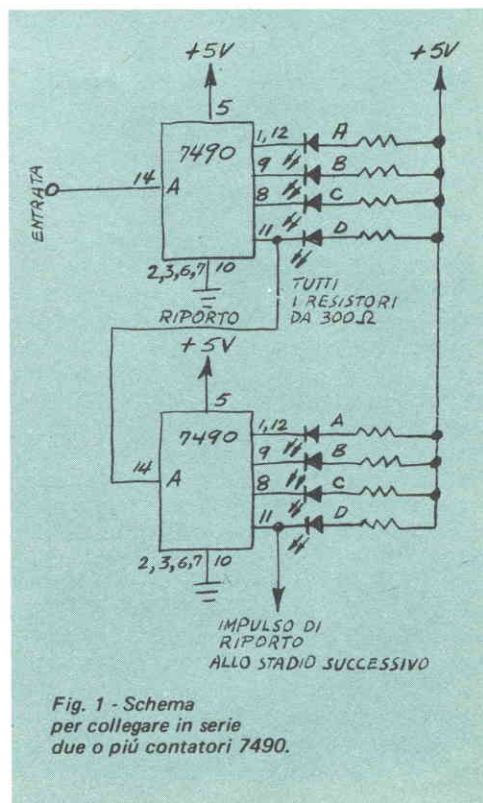 +5V
+5V
5
7490
14
A
1,12
A
9
B
8
C
11
D
ENTRATA
2,3,6,7
10
TUTTI
I RESISTORI
DA 300Ω
RIPORTO
+5V
5
7490
14
A
1,12
A
9
B
8
C
11
D
2,3,6,7
10
IMPULSO DI
RIPORTO
ALLO STADIO SUCCESSIVO
Fig. 1 - Schema
per collegare in serie
due o piú contatori 7490.